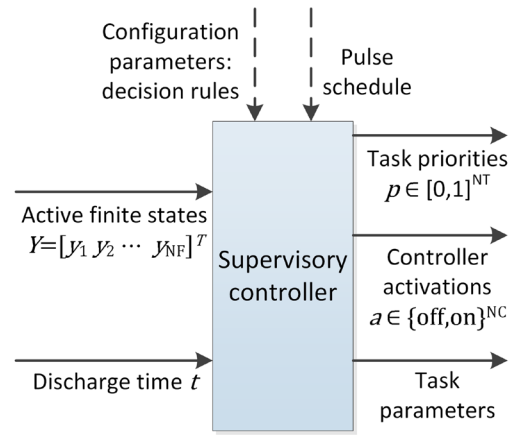 Configuration
parameters:
decision rules
Pulse
schedule
Active finite states
Y=[y₁ y₂ ⋯ y_NF]ᵀ
Discharge time t
Supervisory
controller
Task priorities
p ∈ [0,1]ᴺᵀ
Controller
activations
a ∈ {off,on}ᴺꟲ
Task
parameters